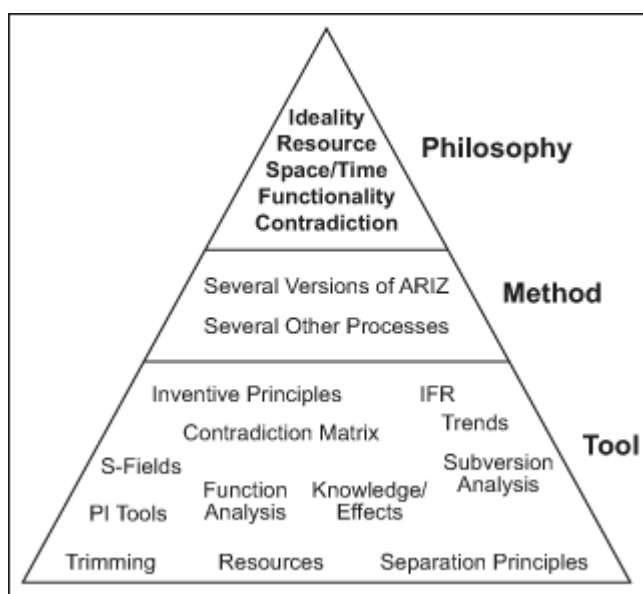 Ideality
Resource
Space/Time
Functionality
Contradiction
Philosophy
Several Versions of ARIZ
Several Other Processes
Method
Inventive Principles
IFR
Contradiction Matrix
Trends
Tool
S-Fields
Subversion
Analysis
Function
Analysis
Knowledge/
Effects
PI Tools
Trimming
Resources
Separation Principles